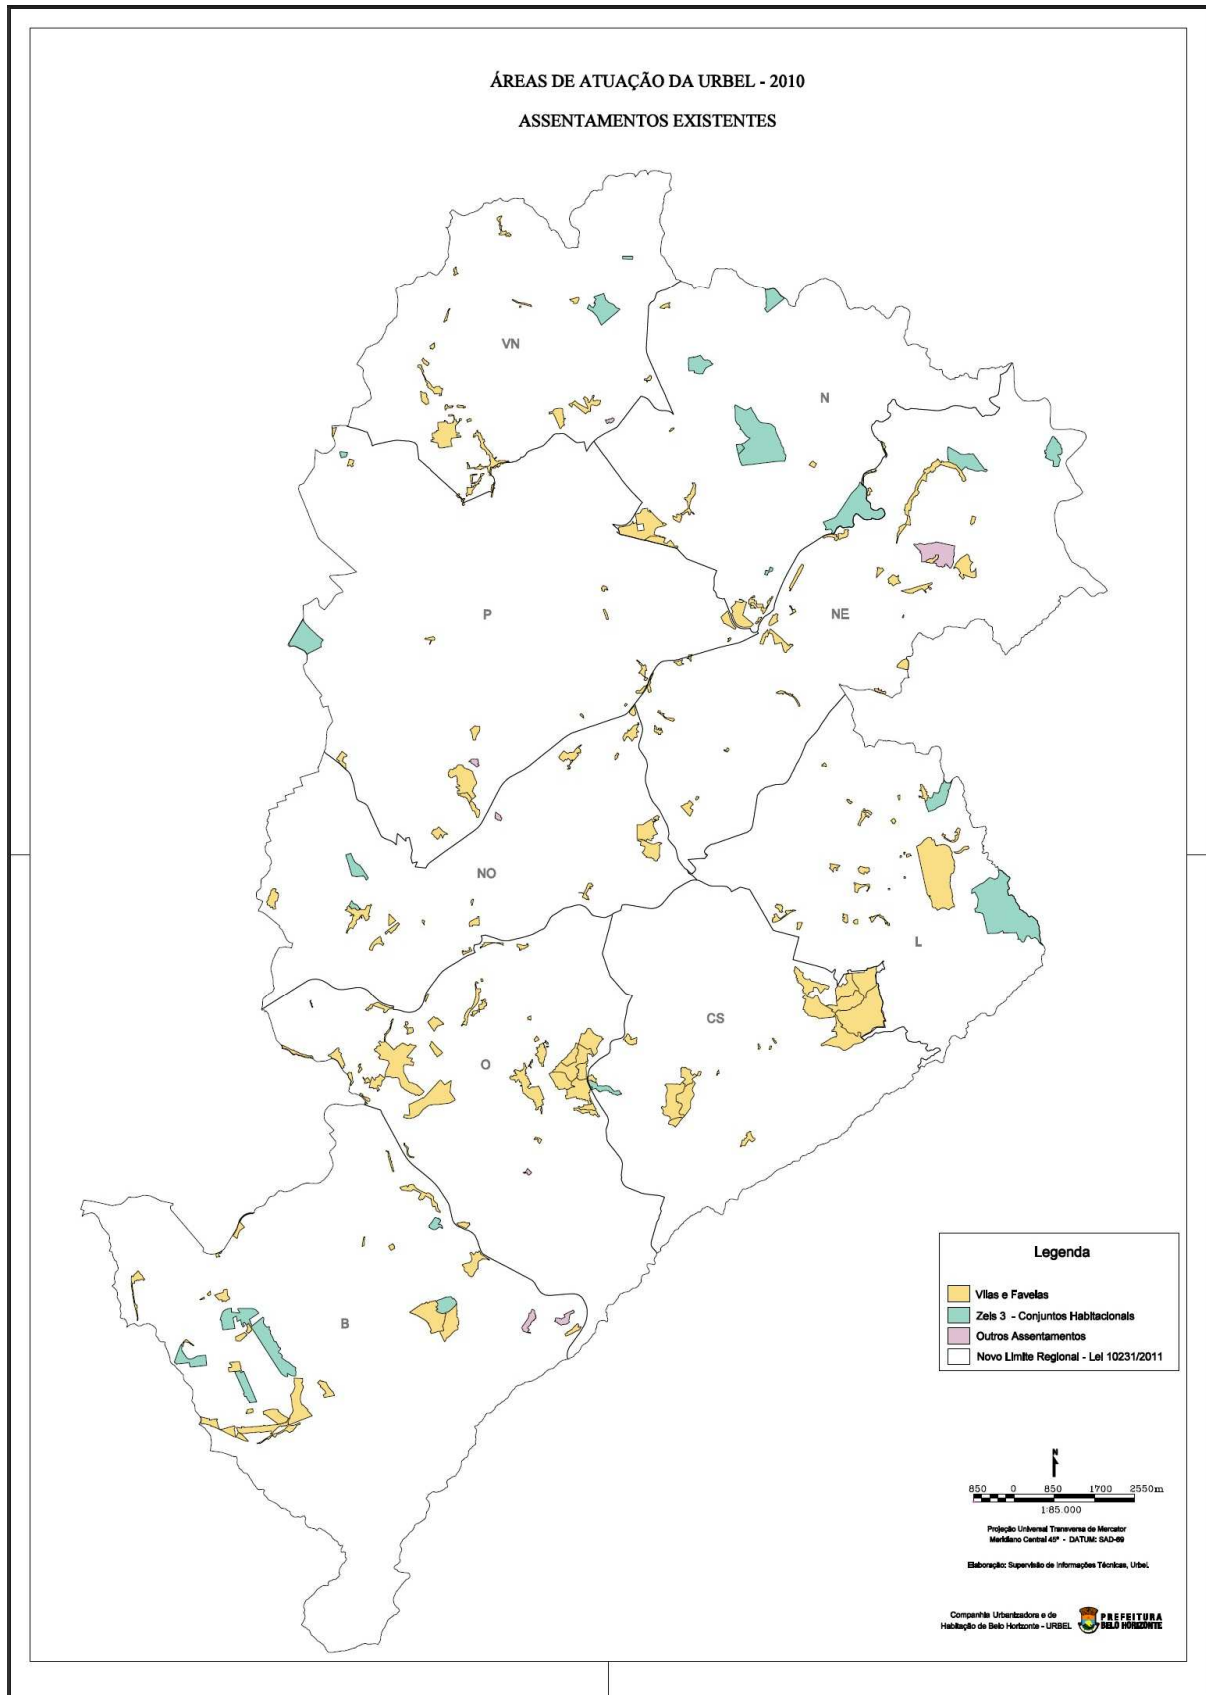 ÁREAS DE ATUAÇÃO DA URBEL - 2010
ASSENTAMENTOS EXISTENTES
VN
N
P
NE
NO
L
CS
O
B
Legenda
Vilas e Favelas
Zeis 3 - Conjuntos Habitacionais
Outros Assentamentos
Novo Limite Regional - Lei 10231/2011
N
850 0 850 1700 2550m
1:85.000
Projeção Universal Transversa de Mercator
Meridiano Central 45° - DATUM: SAD-69
Elaboração: Supervisão de Informações Técnicas, Urbel.
Companhia Urbanizadora e de
Habitação de Belo Horizonte - URBEL
PREFEITURA
BELO HORIZONTE